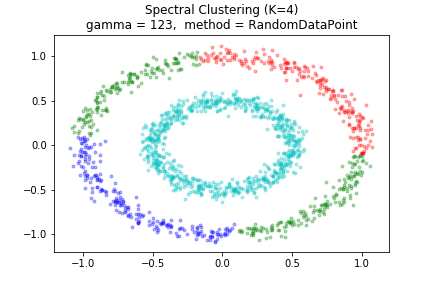 Spectral Clustering (K=4)
gamma = 123,  method = RandomDataPoint
1.0
0.5
0.0
−0.5
−1.0
−1.0 −0.5 0.0 0.5 1.0